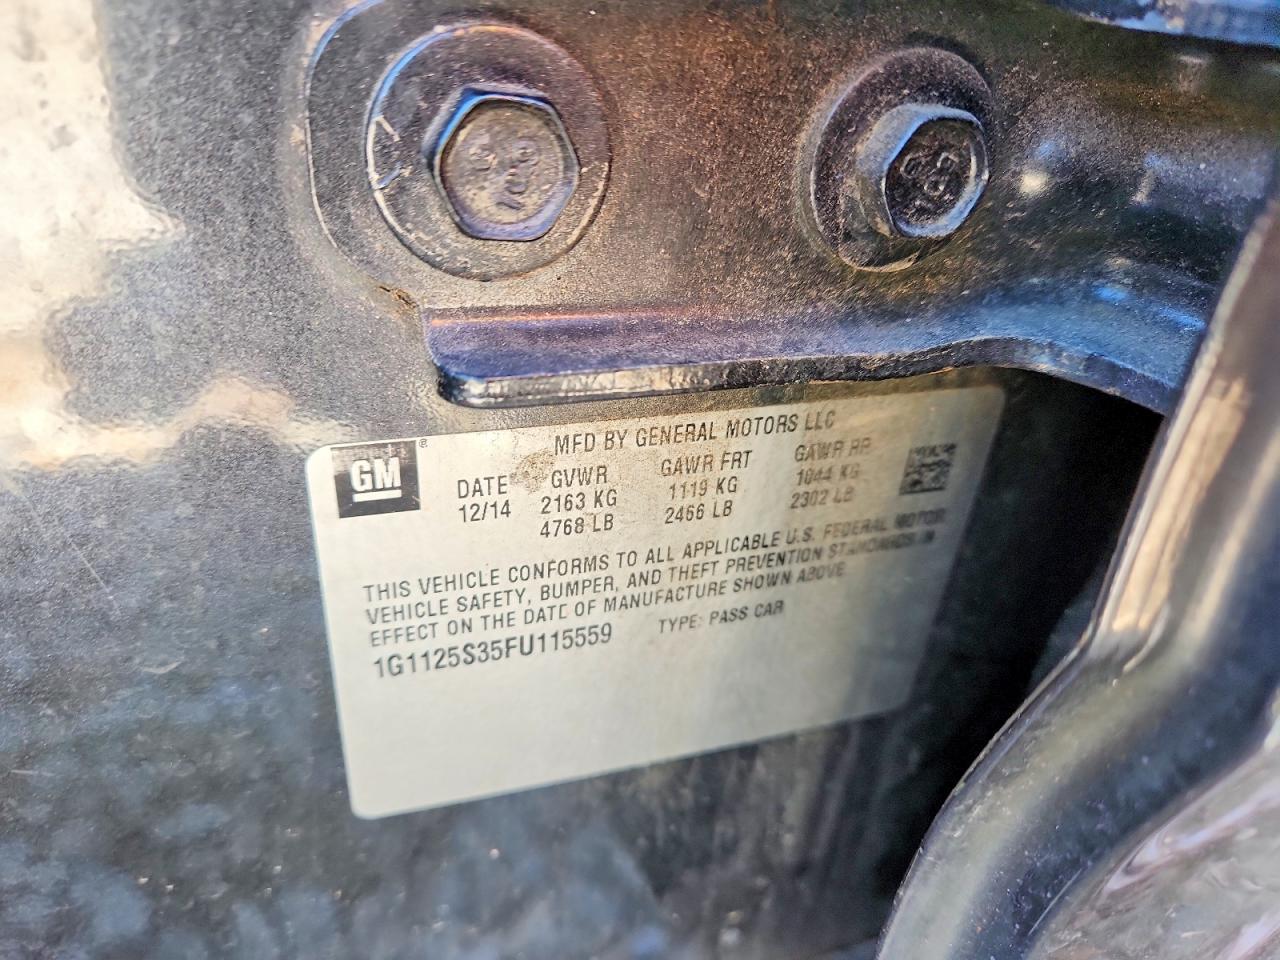 MFD BY GENERAL MOTORS LLC
GM ®
DATE GVWR GAWR FRT GAWR RR
12/14 2163 KG 1119 KG 1044 KG
4768 LB 2466 LB 2302 LB
THIS VEHICLE CONFORMS TO ALL APPLICABLE U.S. FEDERAL MOTOR
VEHICLE SAFETY, BUMPER, AND THEFT PREVENTION STANDARDS IN
EFFECT ON THE DATE OF MANUFACTURE SHOWN ABOVE
1G1125S35FU115559 TYPE: PASS CAR